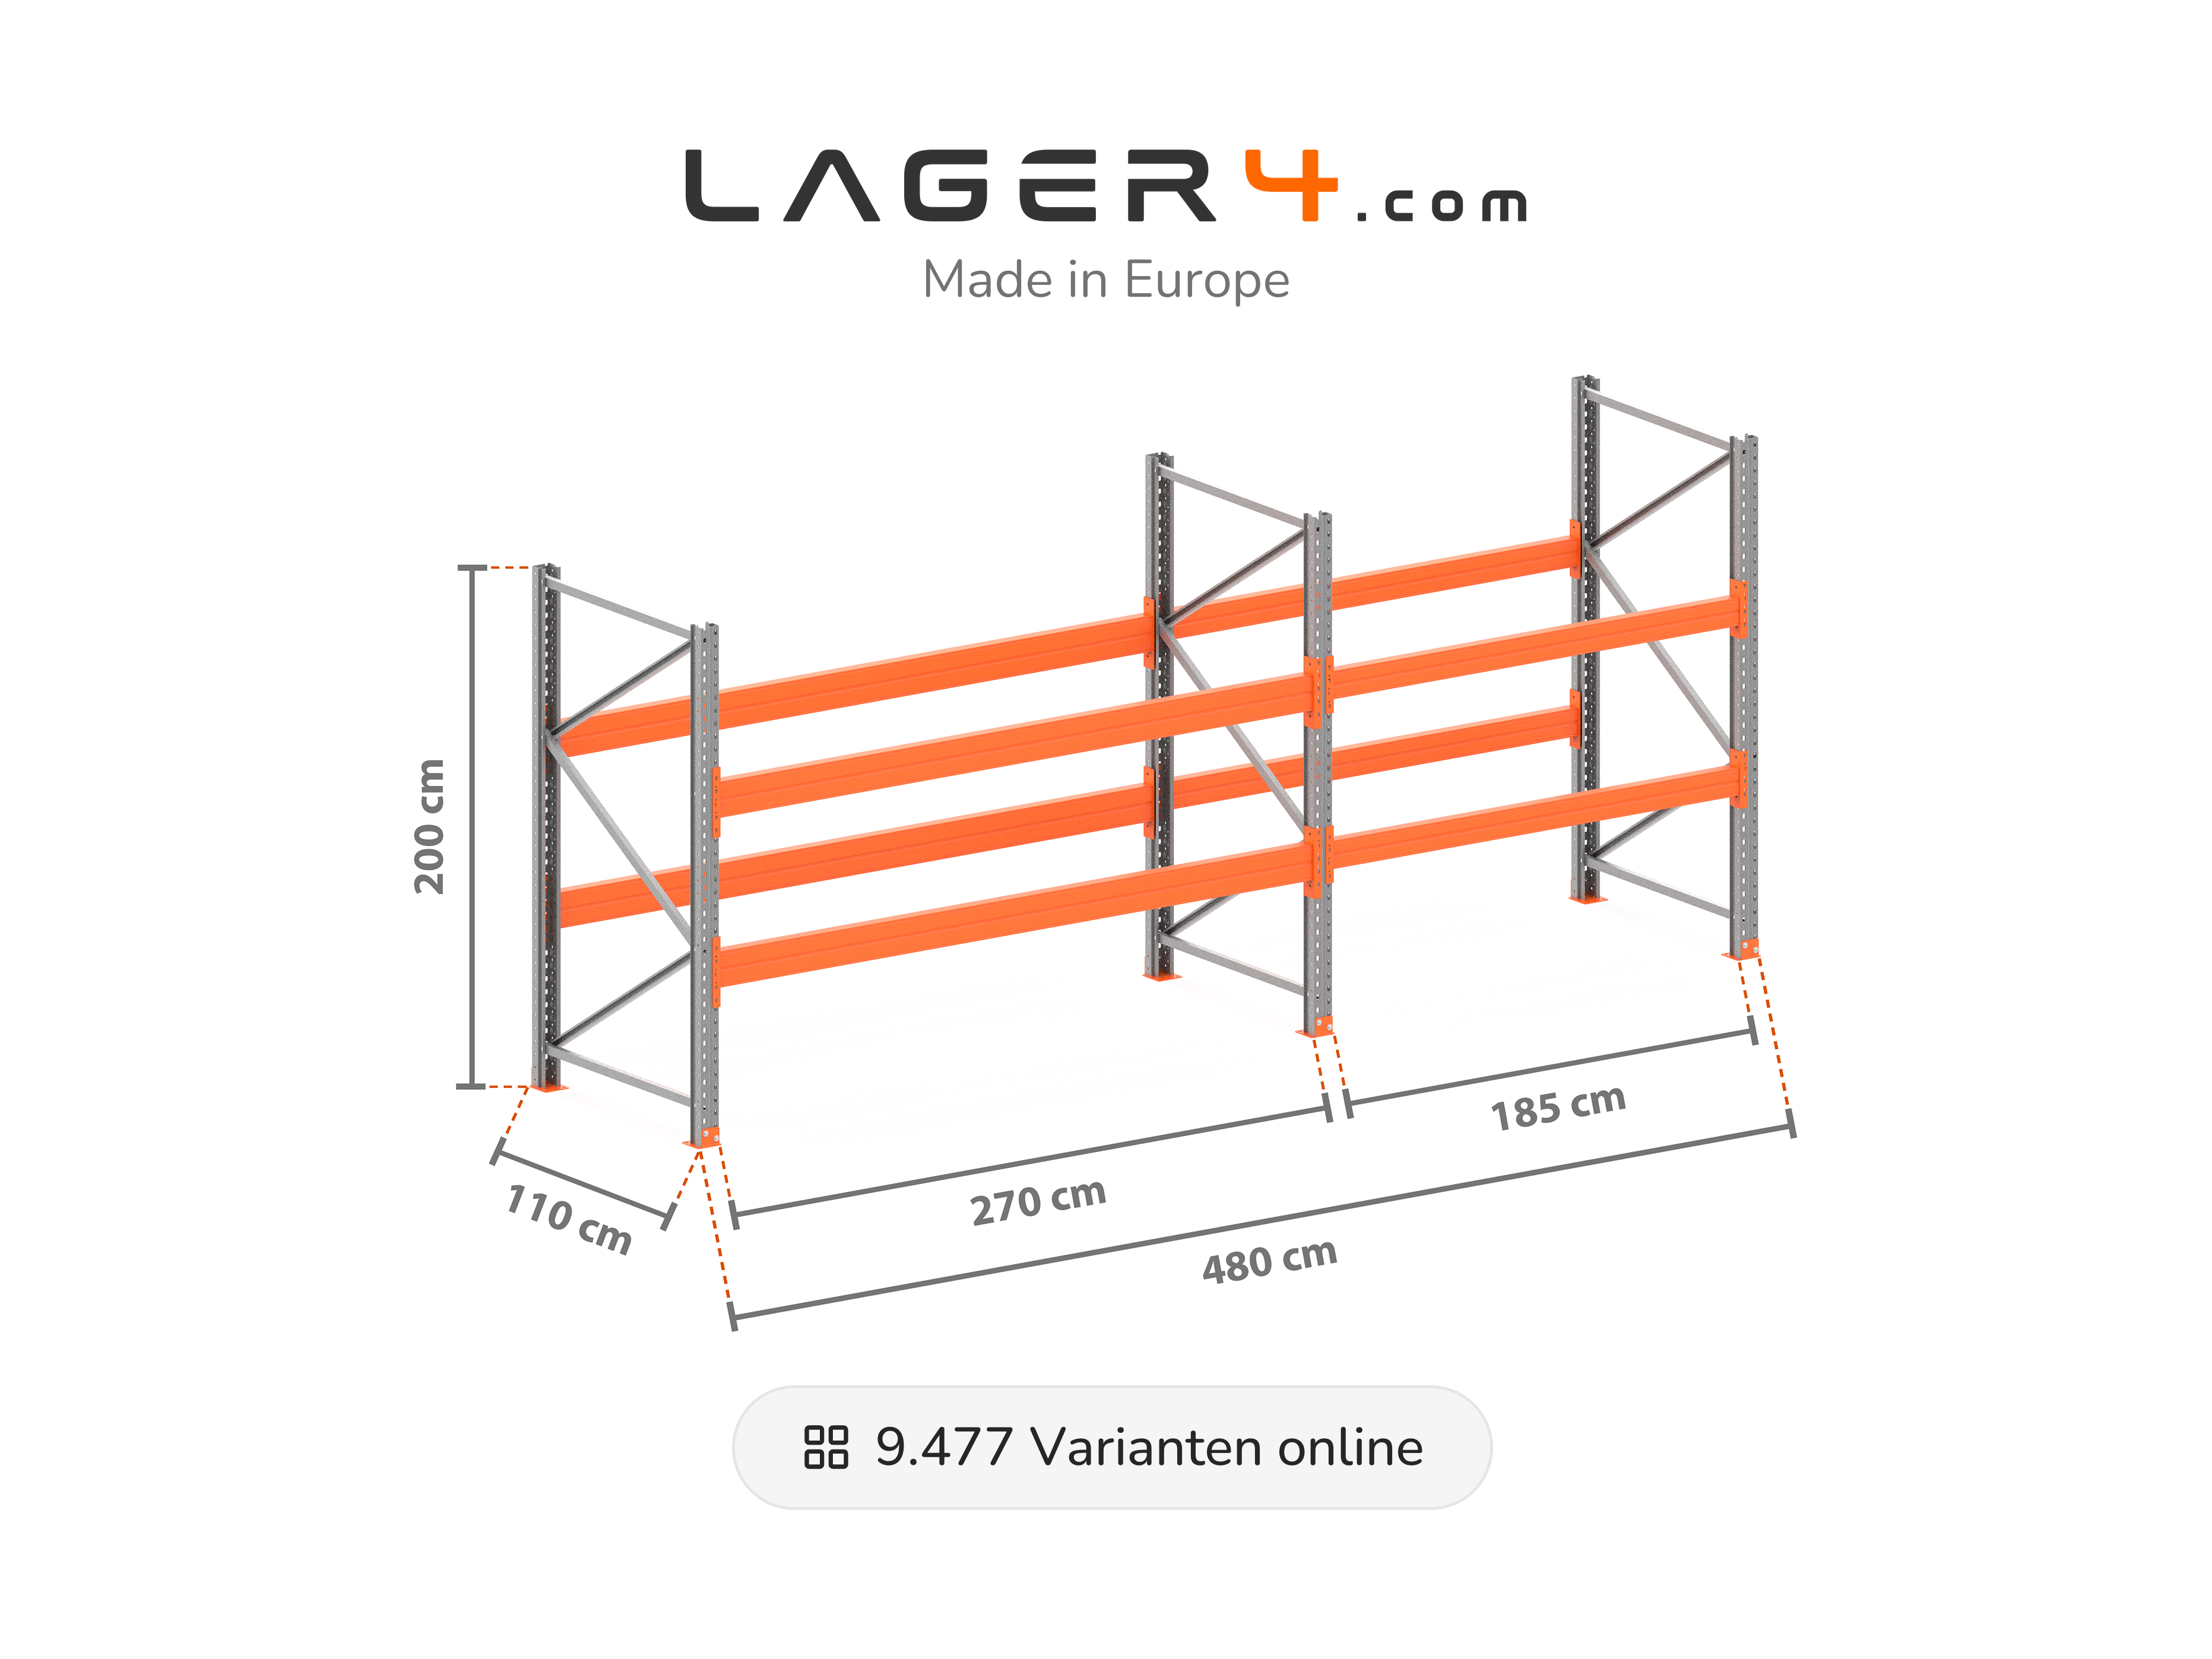 LAGER4.com
Made in Europe
200 cm
110 cm
270 cm
185 cm
480 cm
9.477 Varianten online